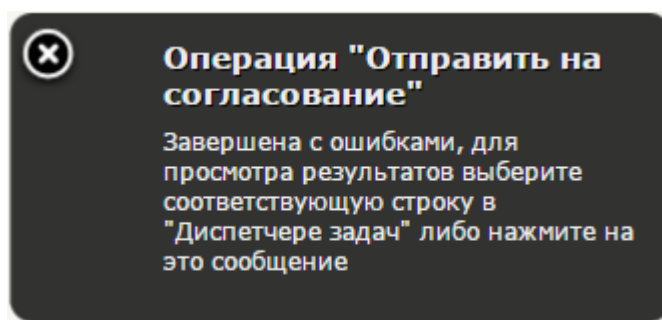 Операция "Отправить на
согласование"
Завершена с ошибками, для
просмотра результатов выберите
соответствующую строку в
"Диспетчере задач" либо нажмите на
это сообщение